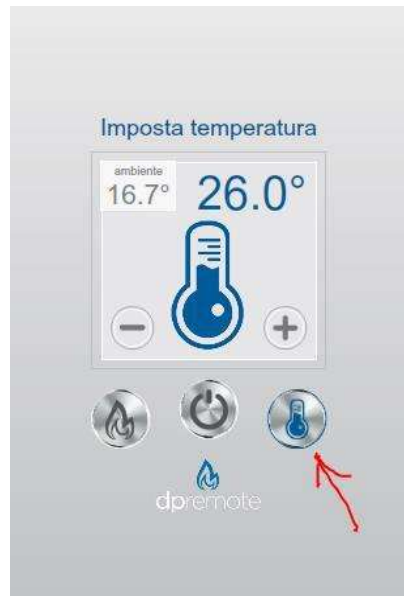 Imposta temperatura
ambiente
16.7°
26.0°
dpremote